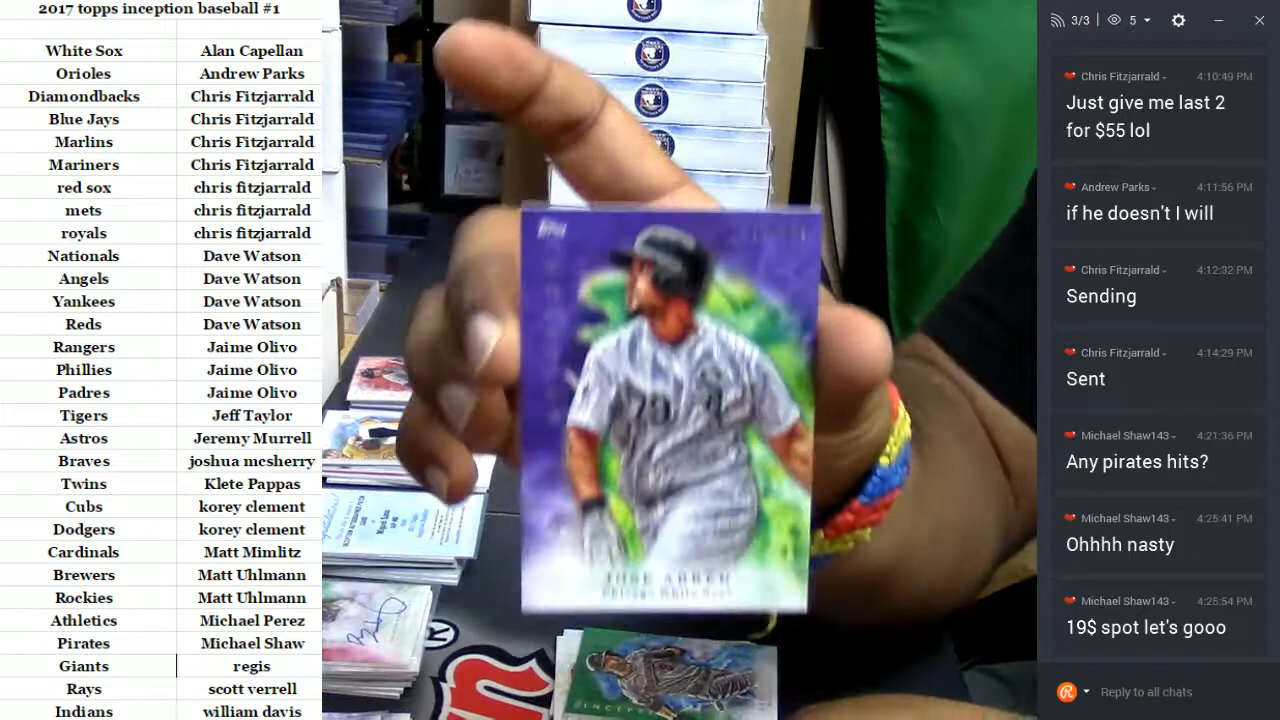 2017 topps inception baseball #1
White Sox Alan Capellan
Orioles Andrew Parks
Diamondbacks Chris Fitzjarrald
Blue Jays Chris Fitzjarrald
Marlins Chris Fitzjarrald
Mariners Chris Fitzjarrald
red sox chris fitzjarrald
mets chris fitzjarrald
royals chris fitzjarrald
Nationals Dave Watson
Angels Dave Watson
Yankees Dave Watson
Reds Dave Watson
Rangers Jaime Olivo
Phillies Jaime Olivo
Padres Jaime Olivo
Tigers Jeff Taylor
Astros Jeremy Murrell
Braves joshua mcsherry
Twins Klete Pappas
Cubs korey clement
Dodgers korey clement
Cardinals Matt Mimlitz
Brewers Matt Uhlmann
Rockies Matt Uhlmann
Athletics Michael Perez
Pirates Michael Shaw
Giants regis
Rays scott verrell
Indians william davis
Topps
JOSE ABREU
Chicago White Sox
®
3/3 5
Chris Fitzjarrald 4:10:49 PM
Just give me last 2
for $55 lol
Andrew Parks 4:11:56 PM
if he doesn't I will
Chris Fitzjarrald 4:12:32 PM
Sending
Chris Fitzjarrald 4:14:29 PM
Sent
Michael Shaw143 4:21:36 PM
Any pirates hits?
Michael Shaw143 4:25:41 PM
Ohhhh nasty
Michael Shaw143 4:25:54 PM
19$ spot let's gooo
Reply to all chats